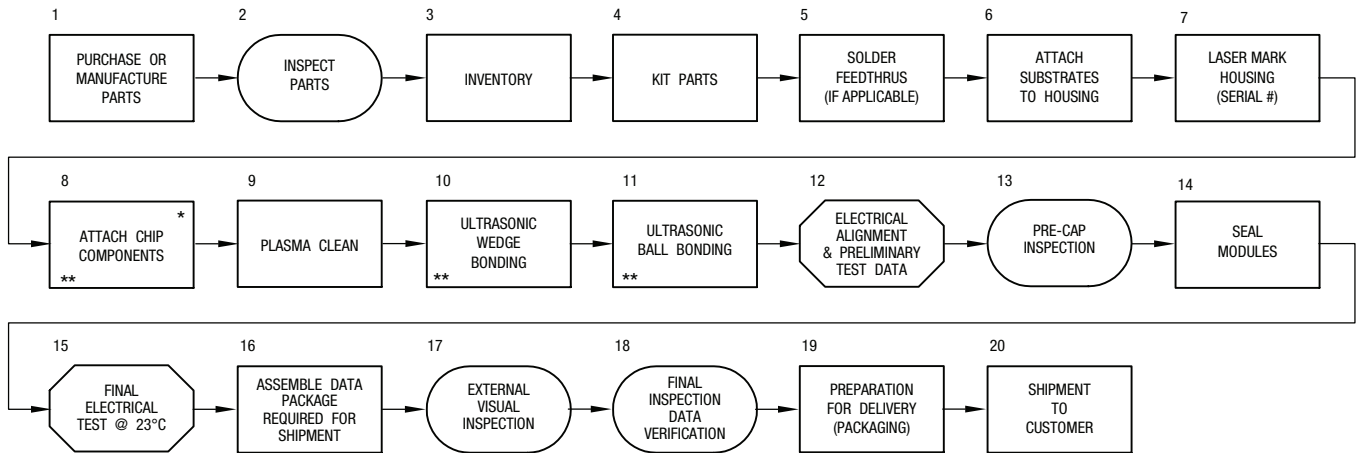 1
PURCHASE OR
MANUFACTURE
PARTS
2
INSPECT
PARTS
3
INVENTORY
4
KIT PARTS
5
SOLDER
FEEDTHRUS
(IF APPLICABLE)
6
ATTACH
SUBSTRATES
TO HOUSING
7
LASER MARK
HOUSING
(SERIAL #)
8
*
ATTACH CHIP
COMPONENTS
**
9
PLASMA CLEAN
10
ULTRASONIC
WEDGE
BONDING
**
11
ULTRASONIC
BALL BONDING
**
12
ELECTRICAL
ALIGNMENT
& PRELIMINARY
TEST DATA
13
PRE-CAP
INSPECTION
14
SEAL
MODULES
15
FINAL
ELECTRICAL
TEST @ 23°C
16
ASSEMBLE DATA
PACKAGE
REQUIRED FOR
SHIPMENT
17
EXTERNAL
VISUAL
INSPECTION
18
FINAL
INSPECTION
DATA
VERIFICATION
19
PREPARATION
FOR DELIVERY
(PACKAGING)
20
SHIPMENT
TO
CUSTOMER